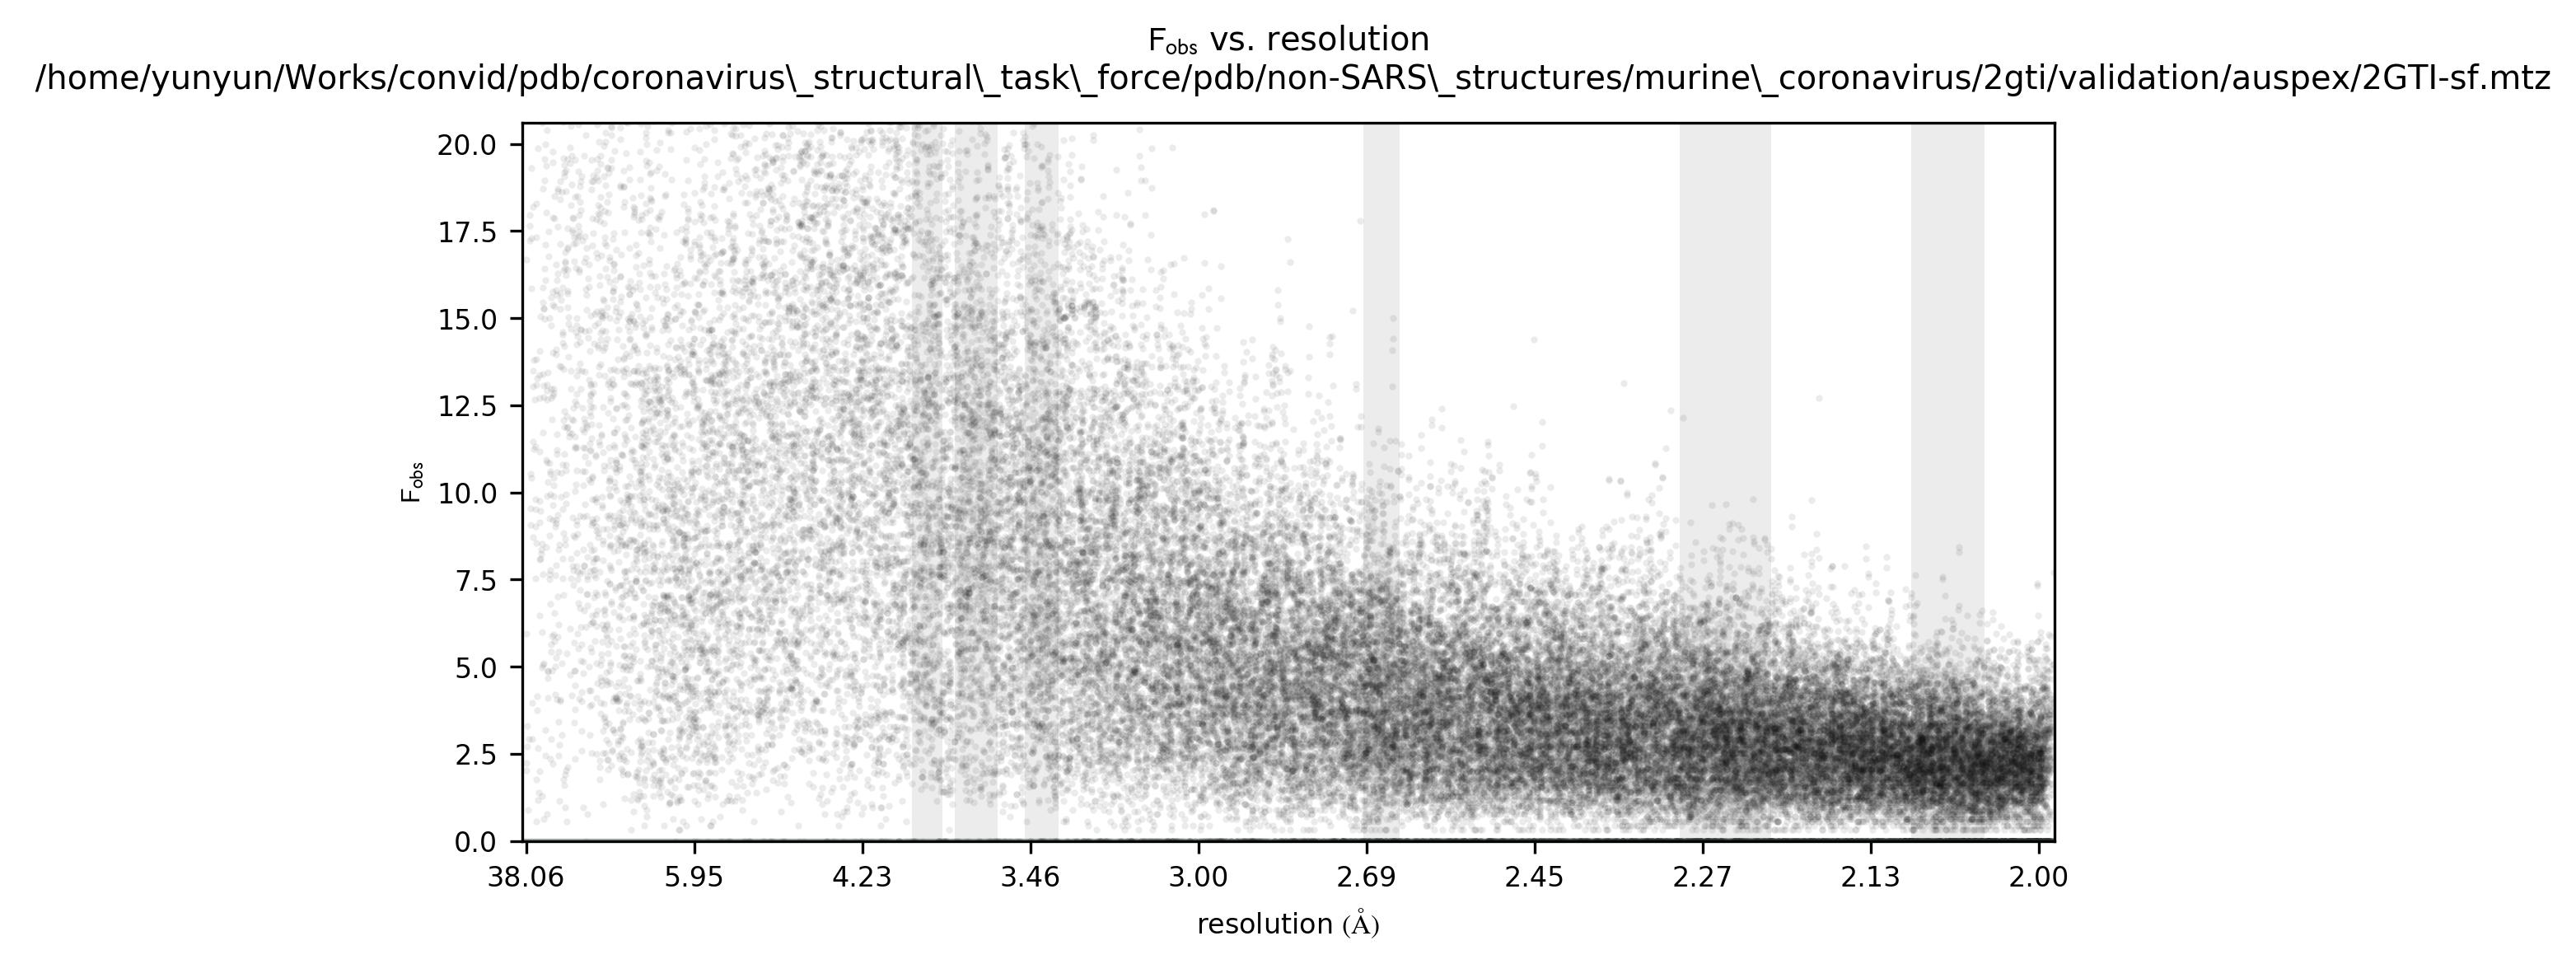 F_obs vs. resolution
/home/yunyun/Works/convid/pdb/coronavirus\_structural\_task\_force/pdb/non-SARS\_structures/murine\_coronavirus/2gti/validation/auspex/2GTI-sf.mtz
20.0
17.5
15.0
12.5
10.0
7.5
5.0
2.5
0.0
F_obs
38.06 5.95 4.23 3.46 3.00 2.69 2.45 2.27 2.13 2.00
resolution (Å)